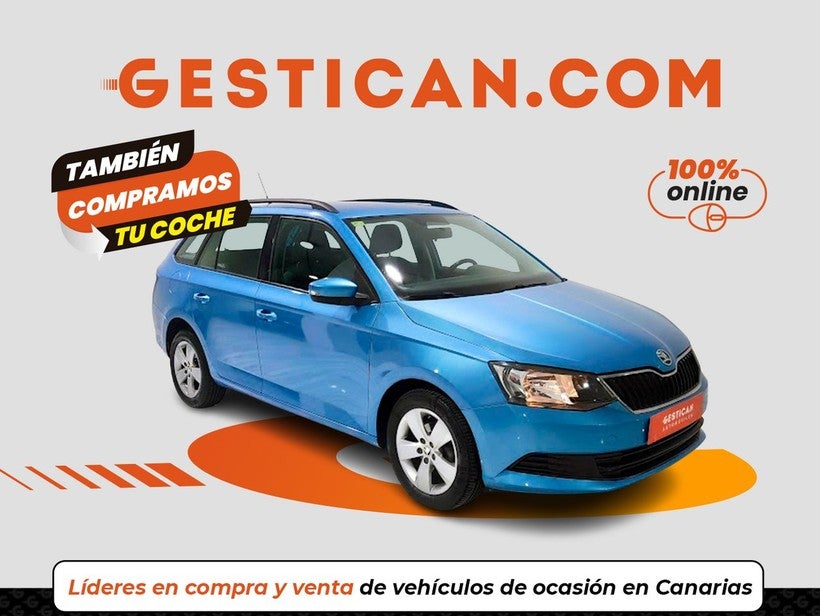 GESTICAN.COM
TAMBIÉN
COMPRAMOS
TU COCHE
100%
online
GESTICAN
Líderes en compra y venta de vehículos de ocasión en Canarias